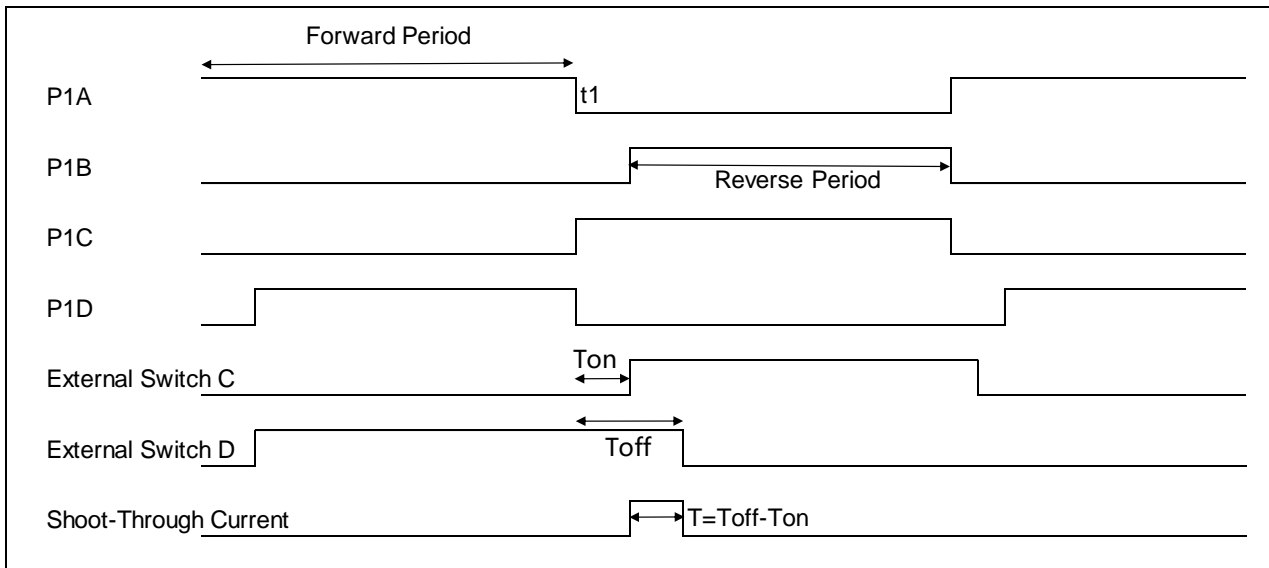 Forward Period
P1A
t1
P1B
Reverse Period
P1C
P1D
Ton
External Switch C
External Switch D
Toff
Shoot-Through Current
T=Toff-Ton